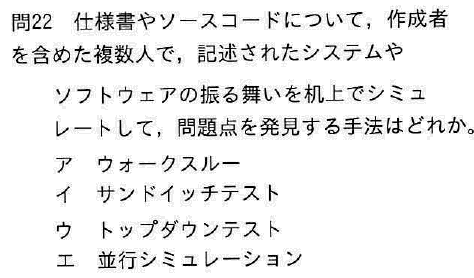 問22　仕様書やソースコードについて，作成者
を含めた複数人で，記述されたシステムや
ソフトウェアの振る舞いを机上でシミュ
レートして，問題点を発見する手法はどれか。
ア　ウォークスルー
イ　サンドイッチテスト
ウ　トップダウンテスト
エ　並行シミュレーション